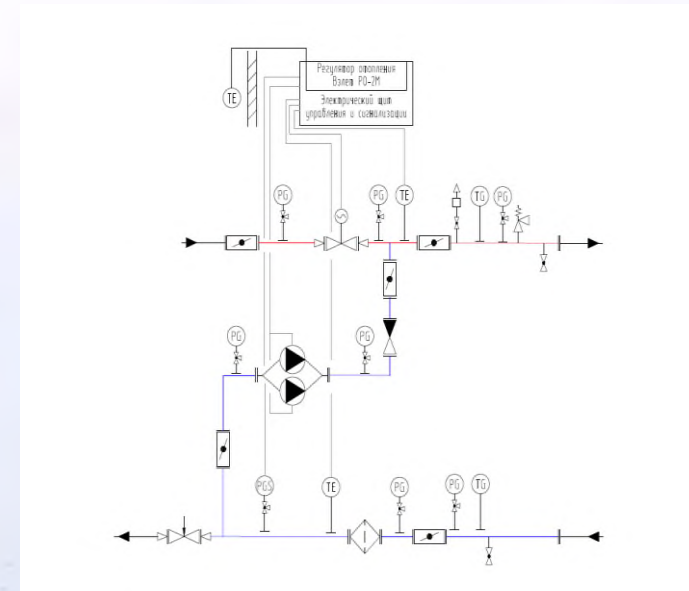 Регулятор отопления
Взлет РО-2М
Электрический щит
управления и сигнализации
TE
PG
PG
TE
TG
PG
PG
PG
PGS
TE
PG
PG
TG